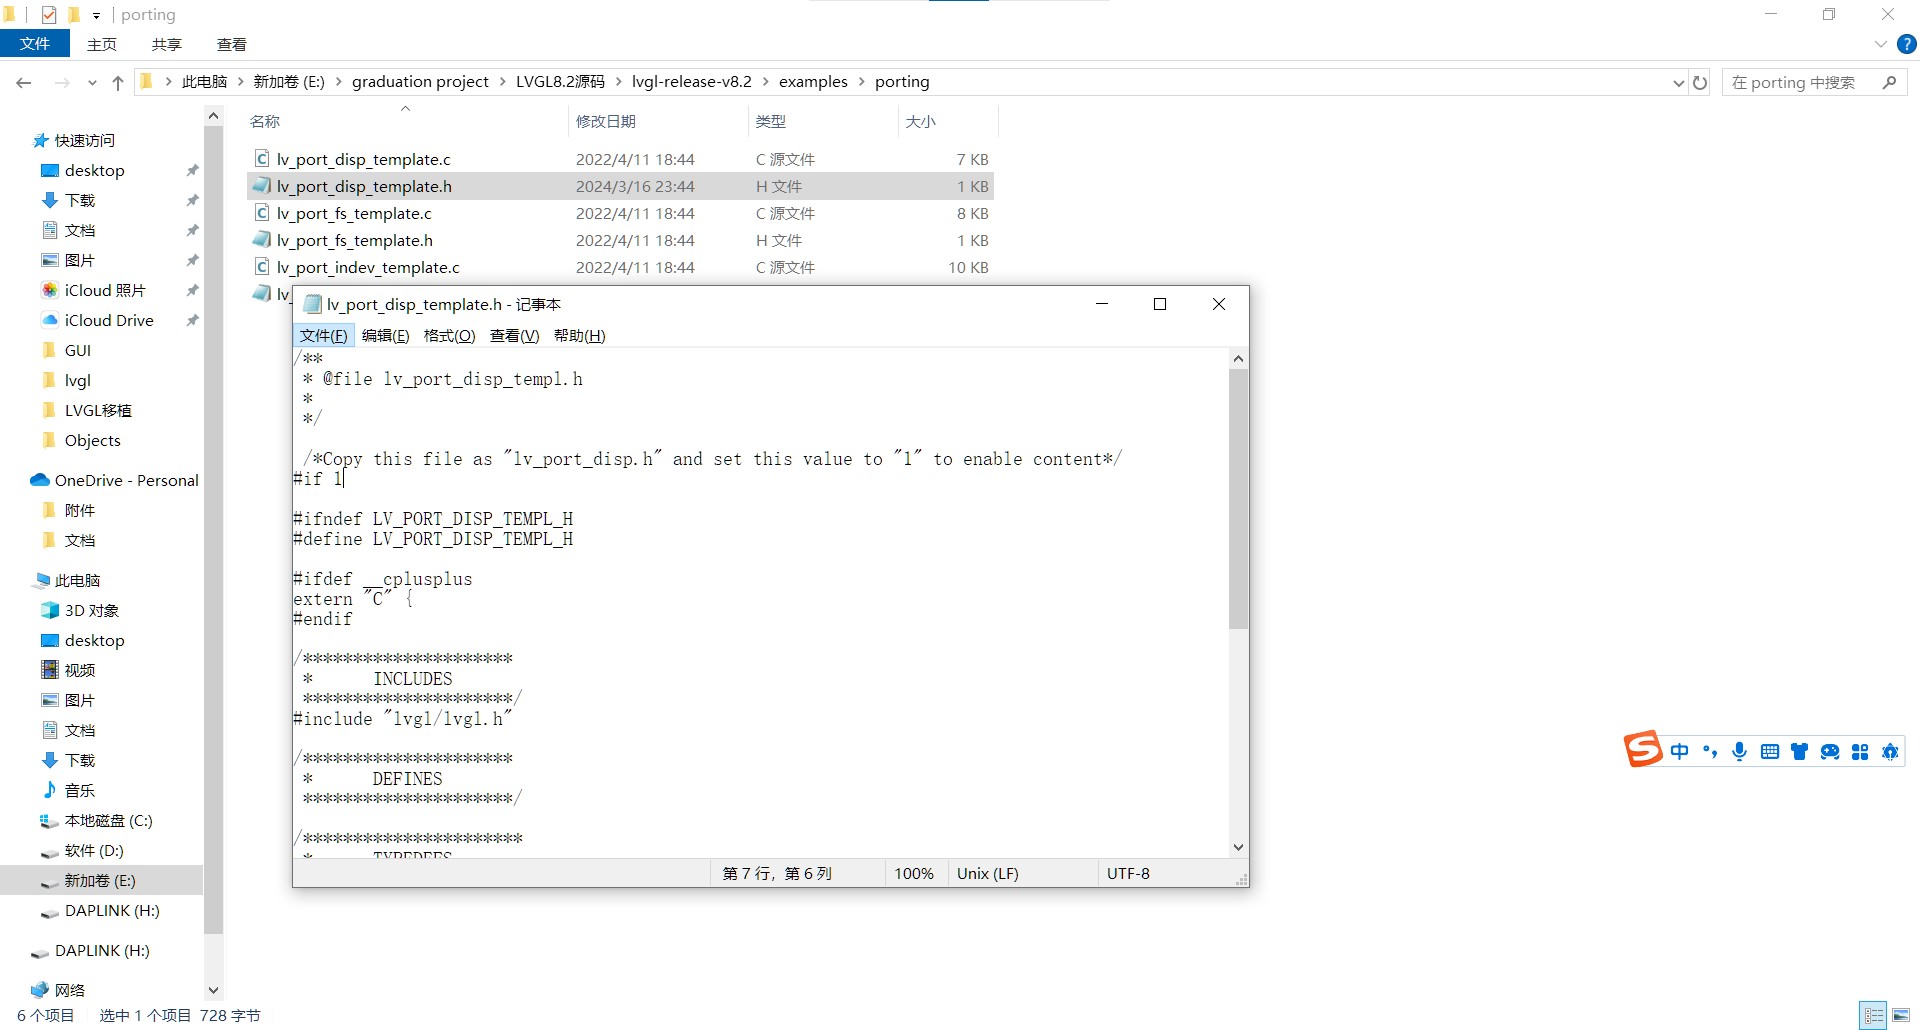 porting
文件 主页 共享 查看
此电脑 新加卷 (E:) graduation project LVGL8.2源码 lvgl-release-v8.2 examples porting
在 porting 中搜索
名称 修改日期 类型 大小
lv_port_disp_template.c 2022/4/11 18:44 C 源文件 7 KB
lv_port_disp_template.h 2024/3/16 23:44 H 文件 1 KB
lv_port_fs_template.c 2022/4/11 18:44 C 源文件 8 KB
lv_port_fs_template.h 2022/4/11 18:44 H 文件 1 KB
lv_port_indev_template.c 2022/4/11 18:44 C 源文件 10 KB
lv_
快速访问
desktop
下载
文档
图片
iCloud 照片
iCloud Drive
GUI
lvgl
LVGL移植
Objects
OneDrive - Personal
附件
文档
此电脑
3D 对象
desktop
视频
图片
文档
下载
音乐
本地磁盘 (C:)
软件 (D:)
新加卷 (E:)
DAPLINK (H:)
DAPLINK (H:)
网络
lv_port_disp_template.h - 记事本
文件(F) 编辑(E) 格式(O) 查看(V) 帮助(H)
/**
 * @file lv_port_disp_templ.h
 *
 */
 /*Copy this file as "lv_port_disp.h" and set this value to "1" to enable content*/
#if 1
#ifndef LV_PORT_DISP_TEMPL_H
#define LV_PORT_DISP_TEMPL_H
#ifdef __cplusplus
extern "C" {
#endif
/*********************
 *      INCLUDES
 *********************/
#include "lvgl/lvgl.h"
/*********************
 *      DEFINES
 *********************/
/**********************
 *      TYPEDEFS
第 7 行，第 6 列 100% Unix (LF) UTF-8
中
6 个项目 选中 1 个项目 728 字节